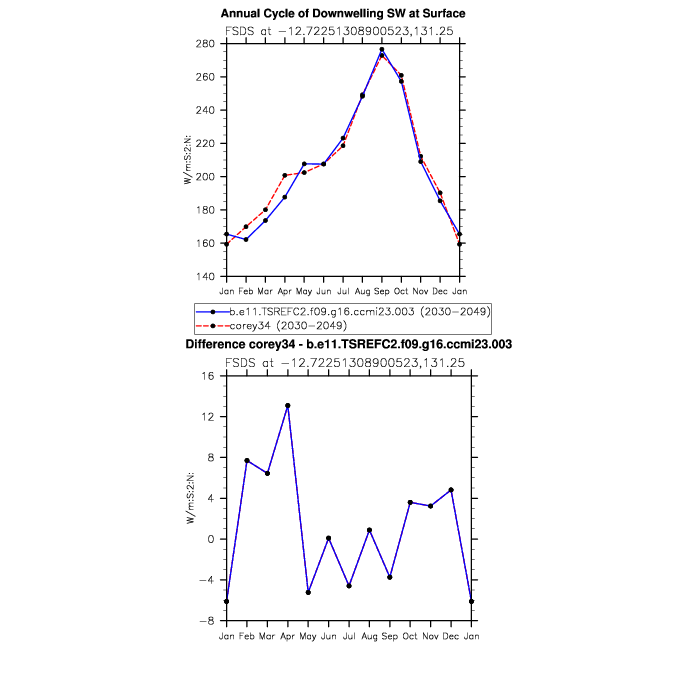 Annual Cycle of Downwelling SW at Surface
FSDS at −12.72251308900523,131.25
280
260
240
220
200
180
160
140
W/m:S:2:N:
Jan Feb Mar Apr May Jun Jul Aug Sep Oct Nov Dec Jan
b.e11.TSREFC2.f09.g16.ccmi23.003 (2030−2049)
corey34 (2030−2049)
Difference corey34 - b.e11.TSREFC2.f09.g16.ccmi23.003
FSDS at −12.72251308900523,131.25
16
12
8
4
0
−4
−8
W/m:S:2:N:
Jan Feb Mar Apr May Jun Jul Aug Sep Oct Nov Dec Jan